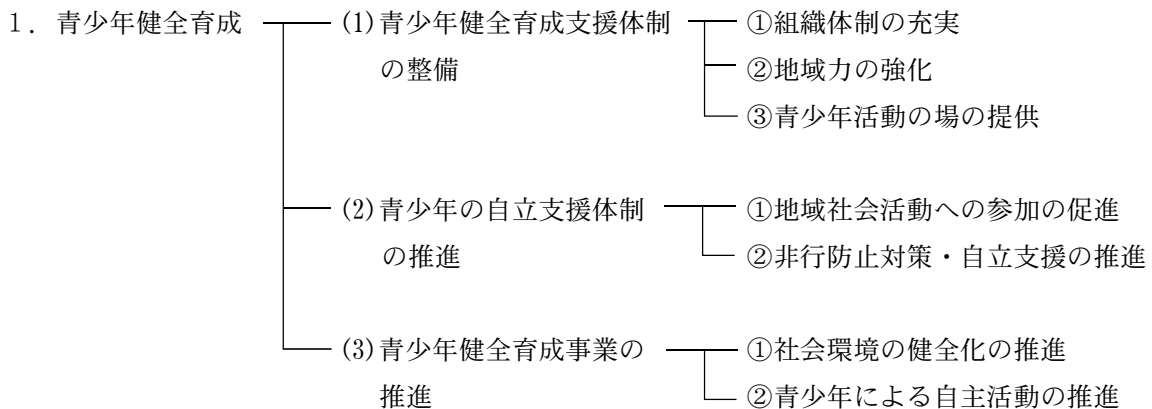 1．青少年健全育成 (1)青少年健全育成支援体制 ①組織体制の充実
の整備 ②地域力の強化
③青少年活動の場の提供
(2)青少年の自立支援体制 ①地域社会活動への参加の促進
の推進 ②非行防止対策・自立支援の推進
(3)青少年健全育成事業の ①社会環境の健全化の推進
推進 ②青少年による自主活動の推進